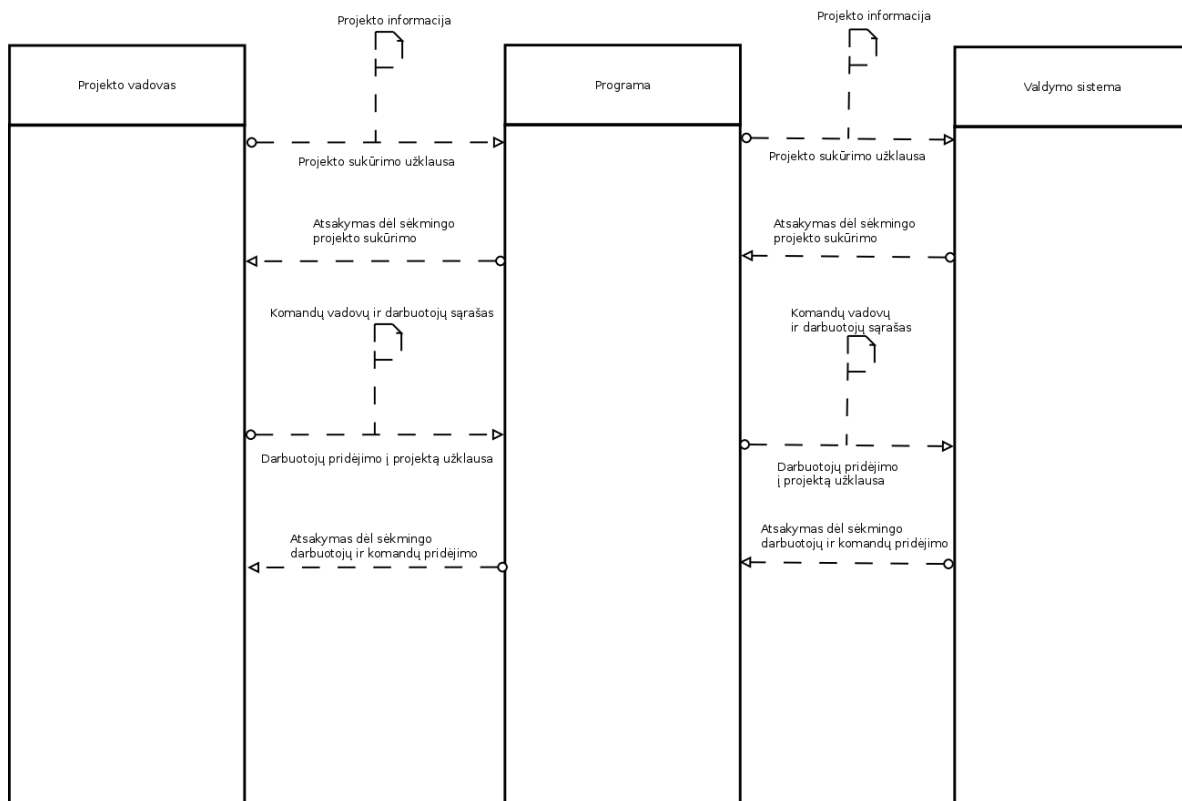 Projekto informacija
Projekto informacija
Projekto vadovas
Programa
Valdymo sistema
Projekto sukūrimo užklausa
Projekto sukūrimo užklausa
Atsakymas dėl sėkmingo
projekto sukūrimo
Atsakymas dėl sėkmingo
projekto sukūrimo
Komandų vadovų ir darbuotojų sąrašas
Komandų vadovų
ir darbuotojų sąrašas
Darbuotojų pridėjimo į projektą užklausa
Darbuotojų pridėjimo
į projektą užklausa
Atsakymas dėl sėkmingo
darbuotojų ir komandų pridėjimo
Atsakymas dėl sėkmingo
darbuotojų ir komandų pridėjimo